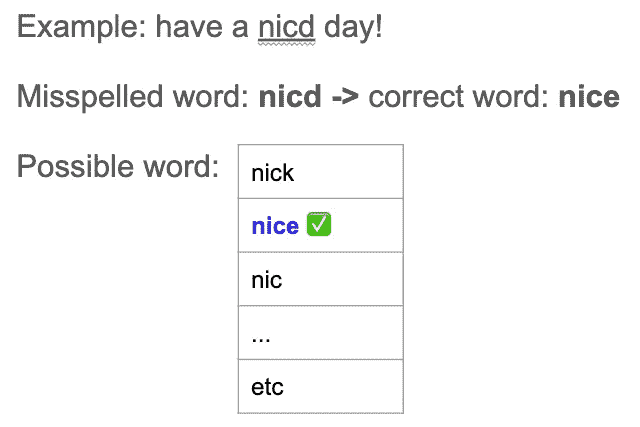 Example: have a nicd day!
Misspelled word: nicd -> correct word: nice
Possible word:
nick
nice ✅
nic
...
etc